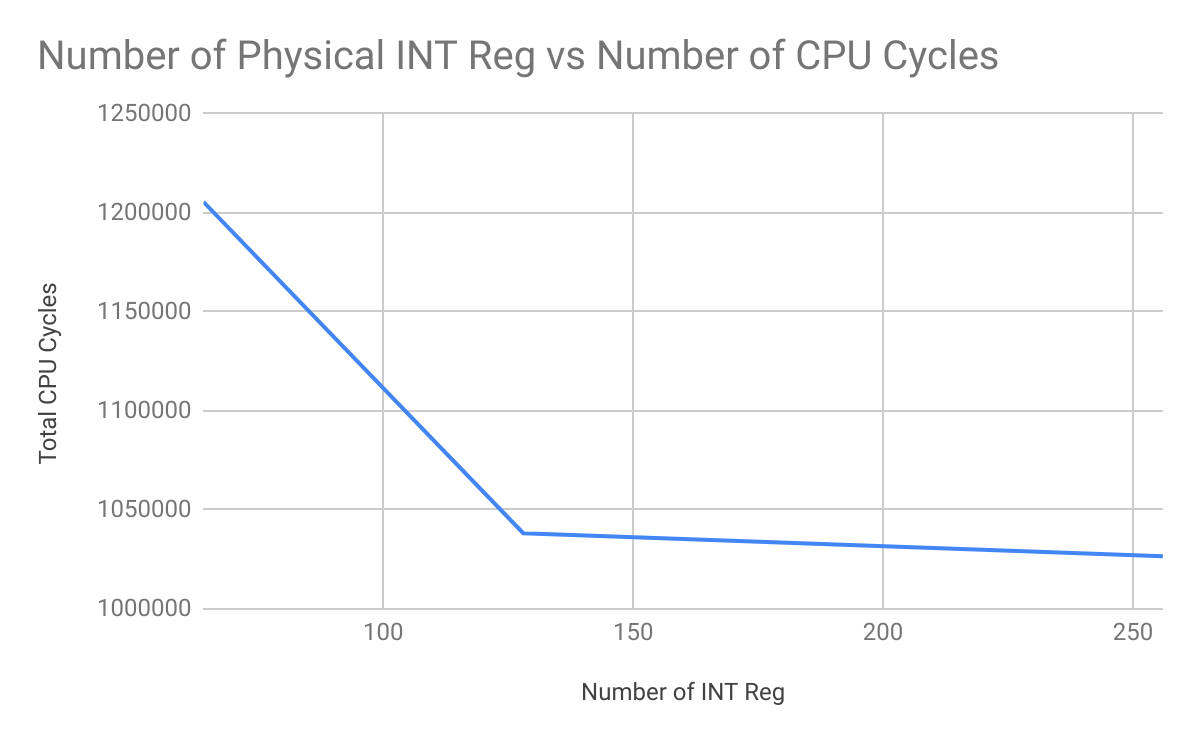 Number of Physical INT Reg vs Number of CPU Cycles
1250000
1200000
1150000
1100000
1050000
1000000
Total CPU Cycles
100 150 200 250
Number of INT Reg